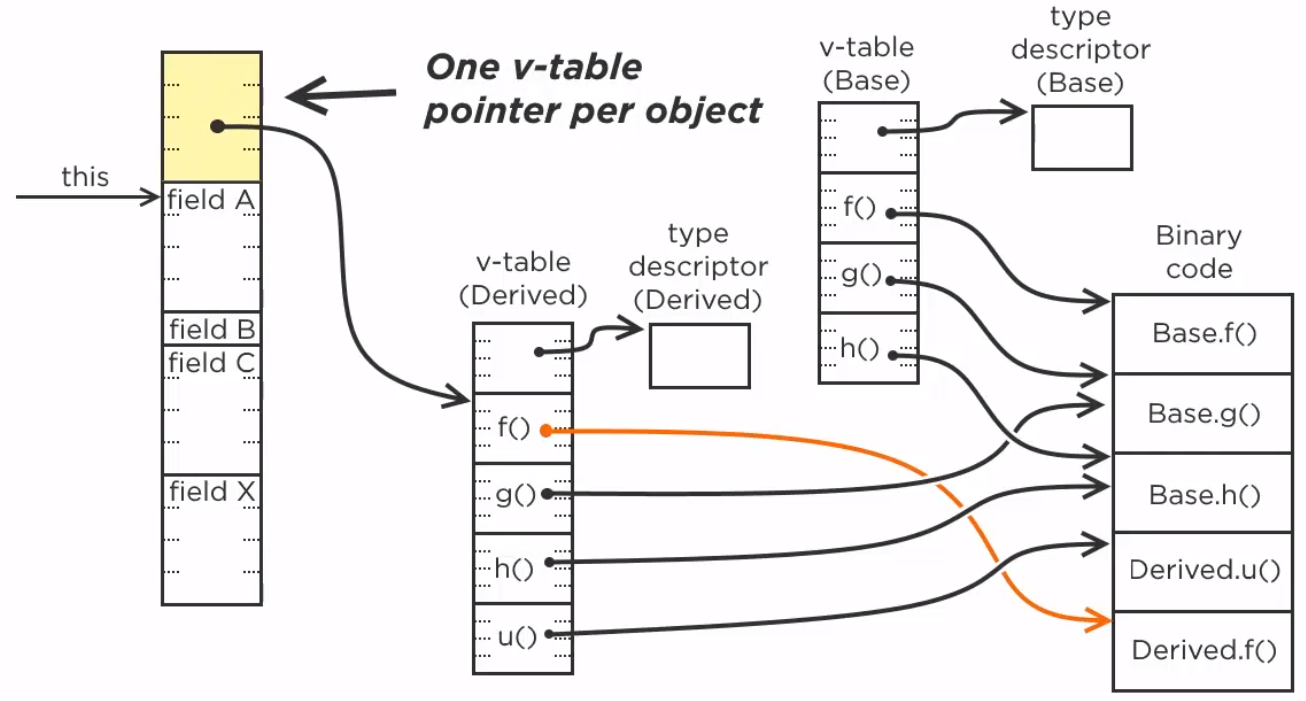 One v-table
pointer per object
this
field A
field B
field C
field X
v-table
(Derived)
f()
g()
h()
u()
type
descriptor
(Derived)
v-table
(Base)
f()
g()
h()
type
descriptor
(Base)
Binary
code
Base.f()
Base.g()
Base.h()
Derived.u()
Derived.f()